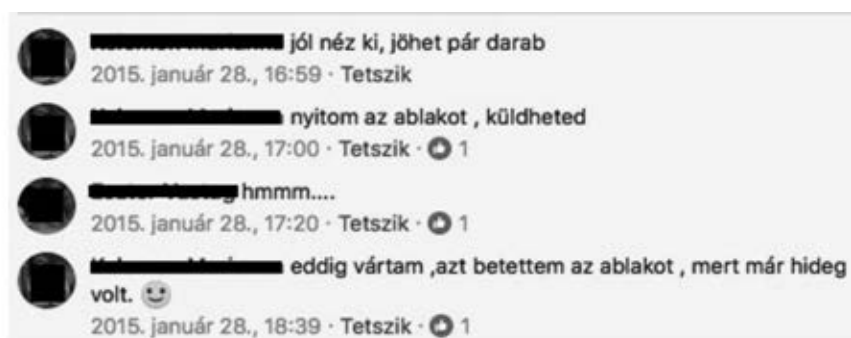 jól néz ki, jöhet pár darab
2015. január 28., 16:59 · Tetszik
nyitom az ablakot , küldheted
2015. január 28., 17:00 · Tetszik · 1
hmmm....
2015. január 28., 17:20 · Tetszik · 1
eddig vártam ,azt betettem az ablakot , mert már hideg
volt.
2015. január 28., 18:39 · Tetszik · 1